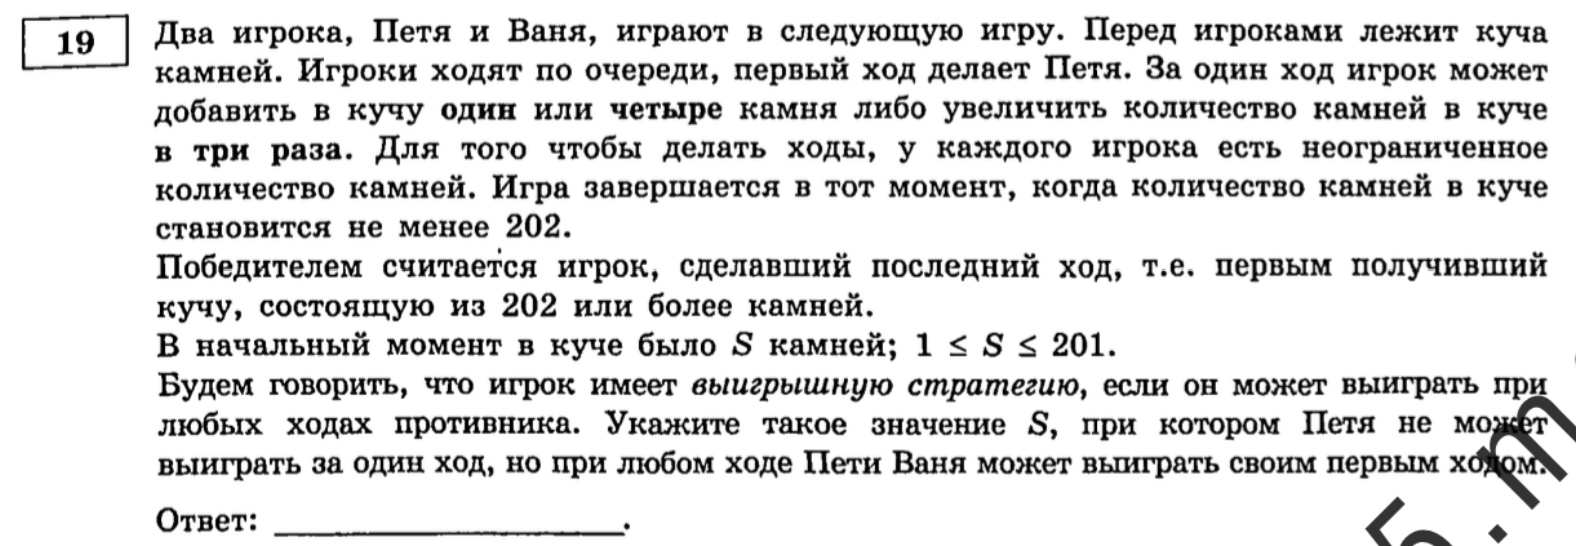 19
Два игрока, Петя и Ваня, играют в следующую игру. Перед игроками лежит куча
камней. Игроки ходят по очереди, первый ход делает Петя. За один ход игрок может
добавить в кучу один или четыре камня либо увеличить количество камней в куче
в три раза. Для того чтобы делать ходы, у каждого игрока есть неограниченное
количество камней. Игра завершается в тот момент, когда количество камней в куче
становится не менее 202.
Победителем считается игрок, сделавший последний ход, т.е. первым получивший
кучу, состоящую из 202 или более камней.
В начальный момент в куче было S камней; 1 ≤ S ≤ 201.
Будем говорить, что игрок имеет выигрышную стратегию, если он может выиграть при
любых ходах противника. Укажите такое значение S, при котором Петя не может
выиграть за один ход, но при любом ходе Пети Ваня может выиграть своим первым ходом.
Ответ: ____________________.
5.m